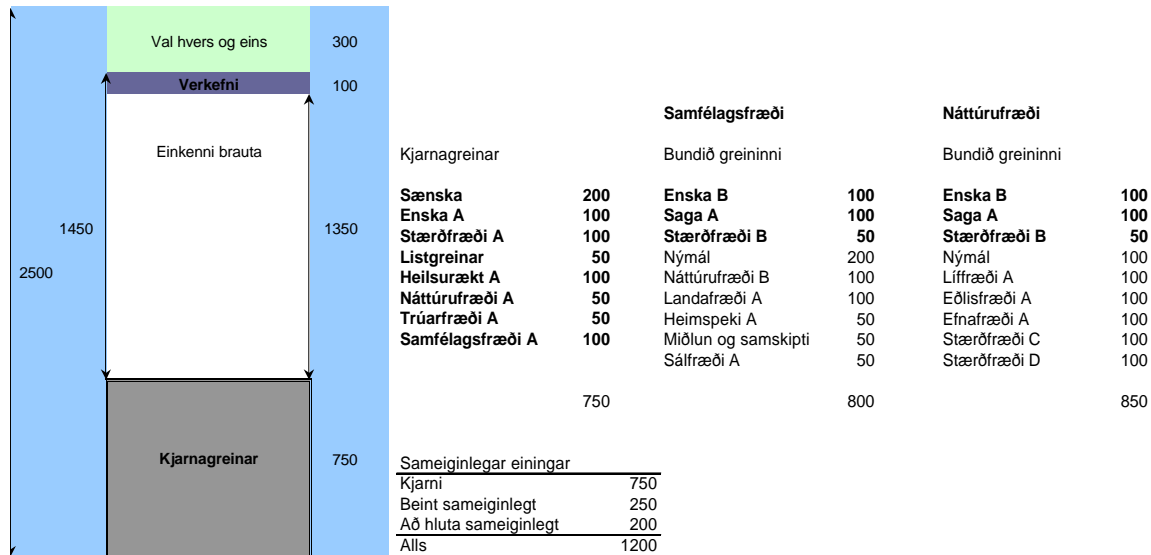 Val hvers og eins 300
Verkefni 100
Einkenni brauta
1450 1350
2500
Kjarnagreinar 750
Samfélagsfræði Náttúrufræði
Kjarnagreinar Bundið greininni Bundið greininni
Sænska 200 Enska B 100 Enska B 100
Enska A 100 Saga A 100 Saga A 100
Stærðfræði A 100 Stærðfræði B 50 Stærðfræði B 50
Listgreinar 50 Nýmál 200 Nýmál 100
Heilsurækt A 100 Náttúrufræði B 100 Líffræði A 100
Náttúrufræði A 50 Landafræði A 100 Eðlisfræði A 100
Trúarfræði A 50 Heimspeki A 50 Efnafræði A 100
Samfélagsfræði A 100 Miðlun og samskipti 50 Stærðfræði C 100
Sálfræði A 50 Stærðfræði D 100
750 800 850
Sameiginlegar einingar
Kjarni 750
Beint sameiginlegt 250
Að hluta sameiginlegt 200
Alls 1200